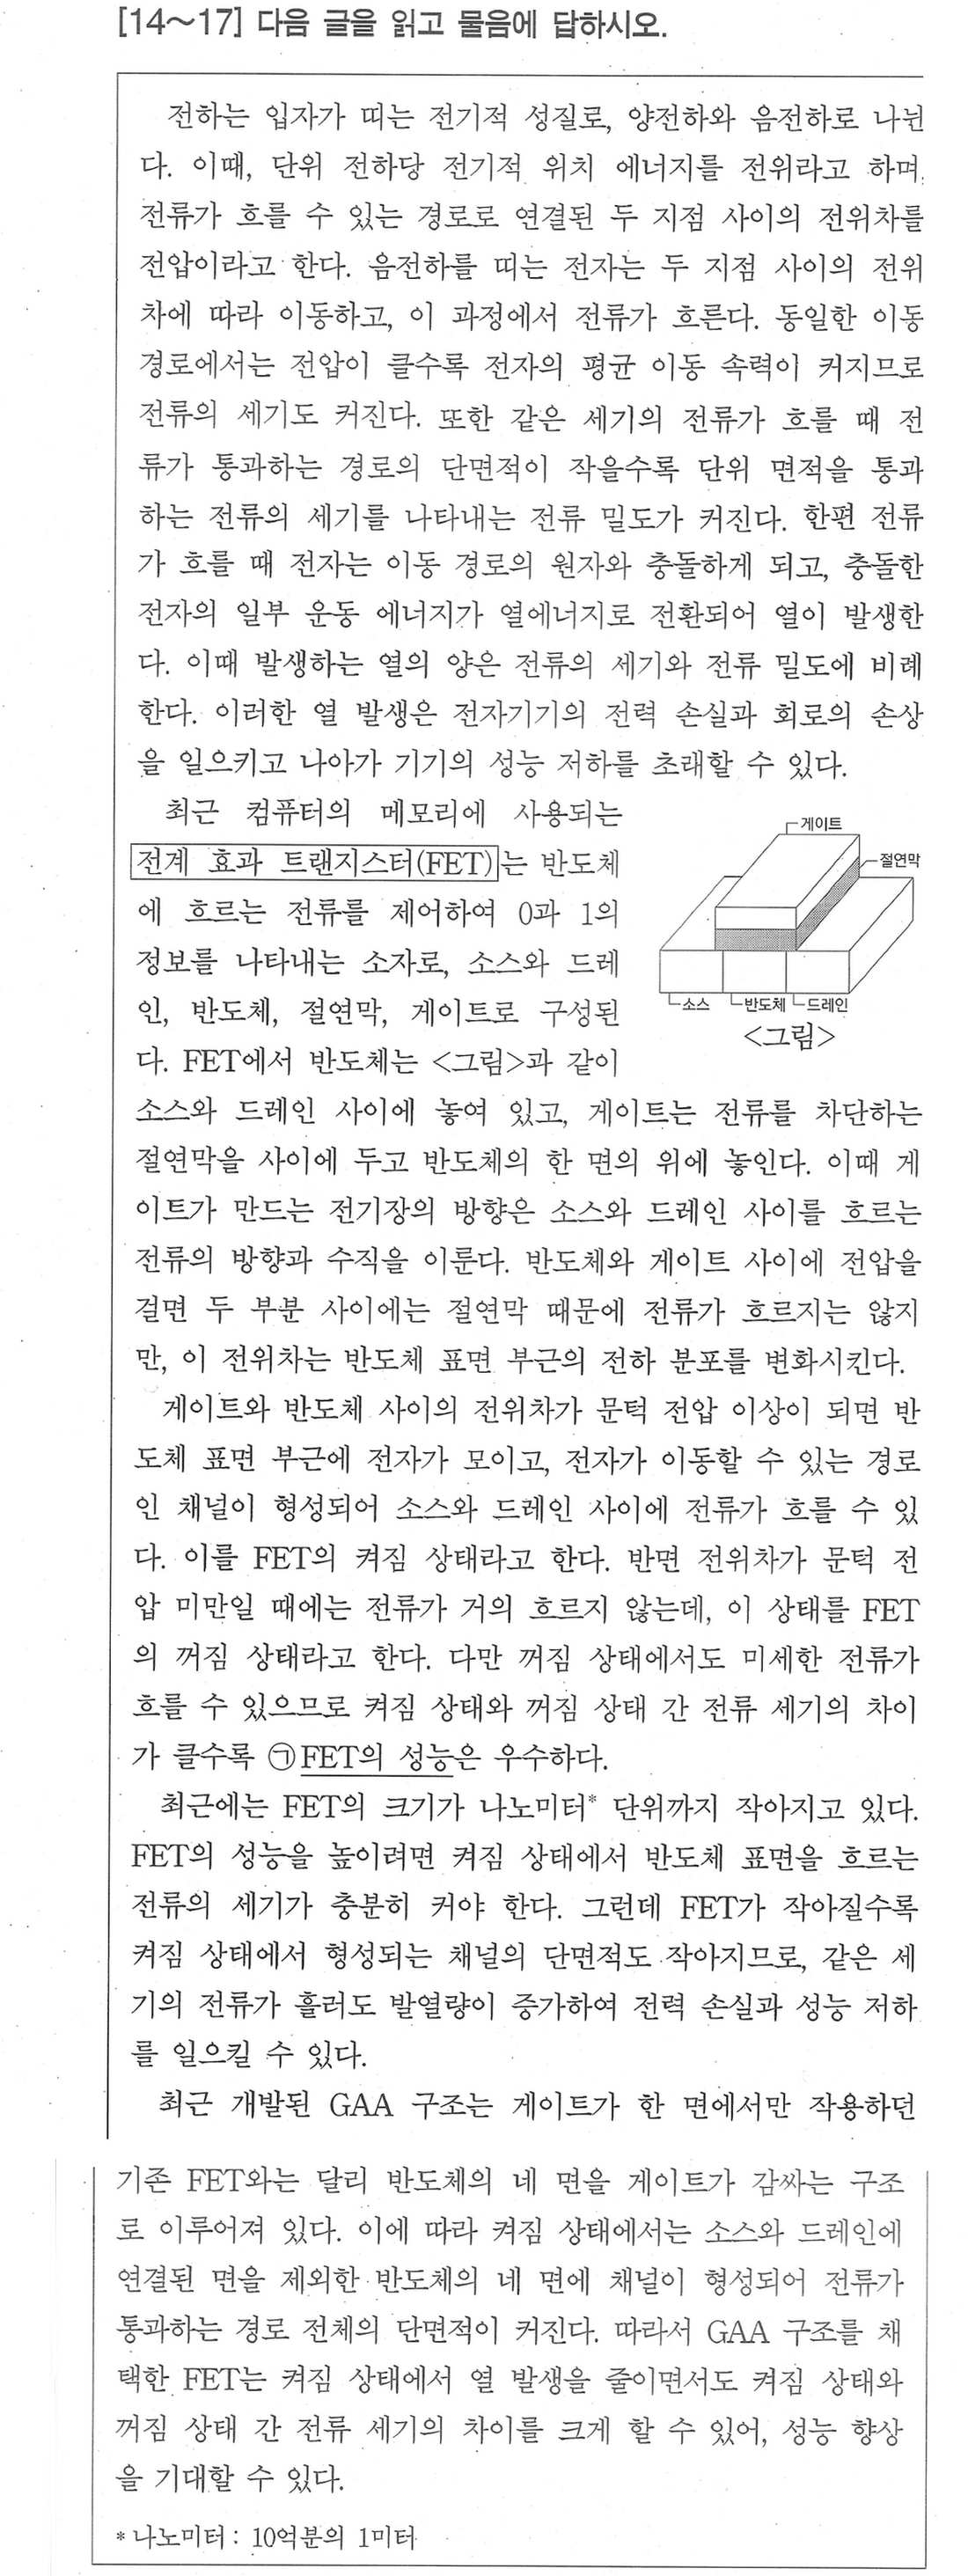 [14~17] 다음 글을 읽고 물음에 답하시오.
전하는 입자가 띠는 전기적 성질로, 양전하와 음전하로 나뉜
다. 이때, 단위 전하당 전기적 위치 에너지를 전위라고 하며,
전류가 흐를 수 있는 경로로 연결된 두 지점 사이의 전위차를
전압이라고 한다. 음전하를 띠는 전자는 두 지점 사이의 전위
차에 따라 이동하고, 이 과정에서 전류가 흐른다. 동일한 이동
경로에서는 전압이 클수록 전자의 평균 이동 속력이 커지므로
전류의 세기도 커진다. 또한 같은 세기의 전류가 흐를 때 전
류가 통과하는 경로의 단면적이 작을수록 단위 면적을 통과
하는 전류의 세기를 나타내는 전류 밀도가 커진다. 한편 전류
가 흐를 때 전자는 이동 경로의 원자와 충돌하게 되고, 충돌한
전자의 일부 운동 에너지가 열에너지로 전환되어 열이 발생한
다. 이때 발생하는 열의 양은 전류의 세기와 전류 밀도에 비례
한다. 이러한 열 발생은 전자기기의 전력 손실과 회로의 손상
을 일으키고 나아가 기기의 성능 저하를 초래할 수 있다.
최근 컴퓨터의 메모리에 사용되는
전계 효과 트랜지스터(FET)는 반도체
에 흐르는 전류를 제어하여 0과 1의
정보를 나타내는 소자로, 소스와 드레
인, 반도체, 절연막, 게이트로 구성된
다. FET에서 반도체는 <그림>과 같이
게이트
절연막
소스 반도체 드레인
<그림>
소스와 드레인 사이에 놓여 있고, 게이트는 전류를 차단하는
절연막을 사이에 두고 반도체의 한 면의 위에 놓인다. 이때 게
이트가 만드는 전기장의 방향은 소스와 드레인 사이를 흐르는
전류의 방향과 수직을 이룬다. 반도체와 게이트 사이에 전압을
걸면 두 부분 사이에는 절연막 때문에 전류가 흐르지는 않지
만, 이 전위차는 반도체 표면 부근의 전하 분포를 변화시킨다.
게이트와 반도체 사이의 전위차가 문턱 전압 이상이 되면 반
도체 표면 부근에 전자가 모이고, 전자가 이동할 수 있는 경로
인 채널이 형성되어 소스와 드레인 사이에 전류가 흐를 수 있
다. 이를 FET의 켜짐 상태라고 한다. 반면 전위차가 문턱 전
압 미만일 때에는 전류가 거의 흐르지 않는데, 이 상태를 FET
의 꺼짐 상태라고 한다. 다만 꺼짐 상태에서도 미세한 전류가
흐를 수 있으므로 켜짐 상태와 꺼짐 상태 간 전류 세기의 차이
가 클수록 ㉠FET의 성능은 우수하다.
최근에는 FET의 크기가 나노미터* 단위까지 작아지고 있다.
FET의 성능을 높이려면 켜짐 상태에서 반도체 표면을 흐르는
전류의 세기가 충분히 커야 한다. 그런데 FET가 작아질수록
켜짐 상태에서 형성되는 채널의 단면적도 작아지므로, 같은 세
기의 전류가 흘러도 발열량이 증가하여 전력 손실과 성능 저하
를 일으킬 수 있다.
최근 개발된 GAA 구조는 게이트가 한 면에서만 작용하던
기존 FET와는 달리 반도체의 네 면을 게이트가 감싸는 구조
로 이루어져 있다. 이에 따라 켜짐 상태에서는 소스와 드레인에
연결된 면을 제외한 반도체의 네 면에 채널이 형성되어 전류가
통과하는 경로 전체의 단면적이 커진다. 따라서 GAA 구조를 채
택한 FET는 켜짐 상태에서 열 발생을 줄이면서도 켜짐 상태와
꺼짐 상태 간 전류 세기의 차이를 크게 할 수 있어, 성능 향상
을 기대할 수 있다.
* 나노미터 : 10억분의 1미터